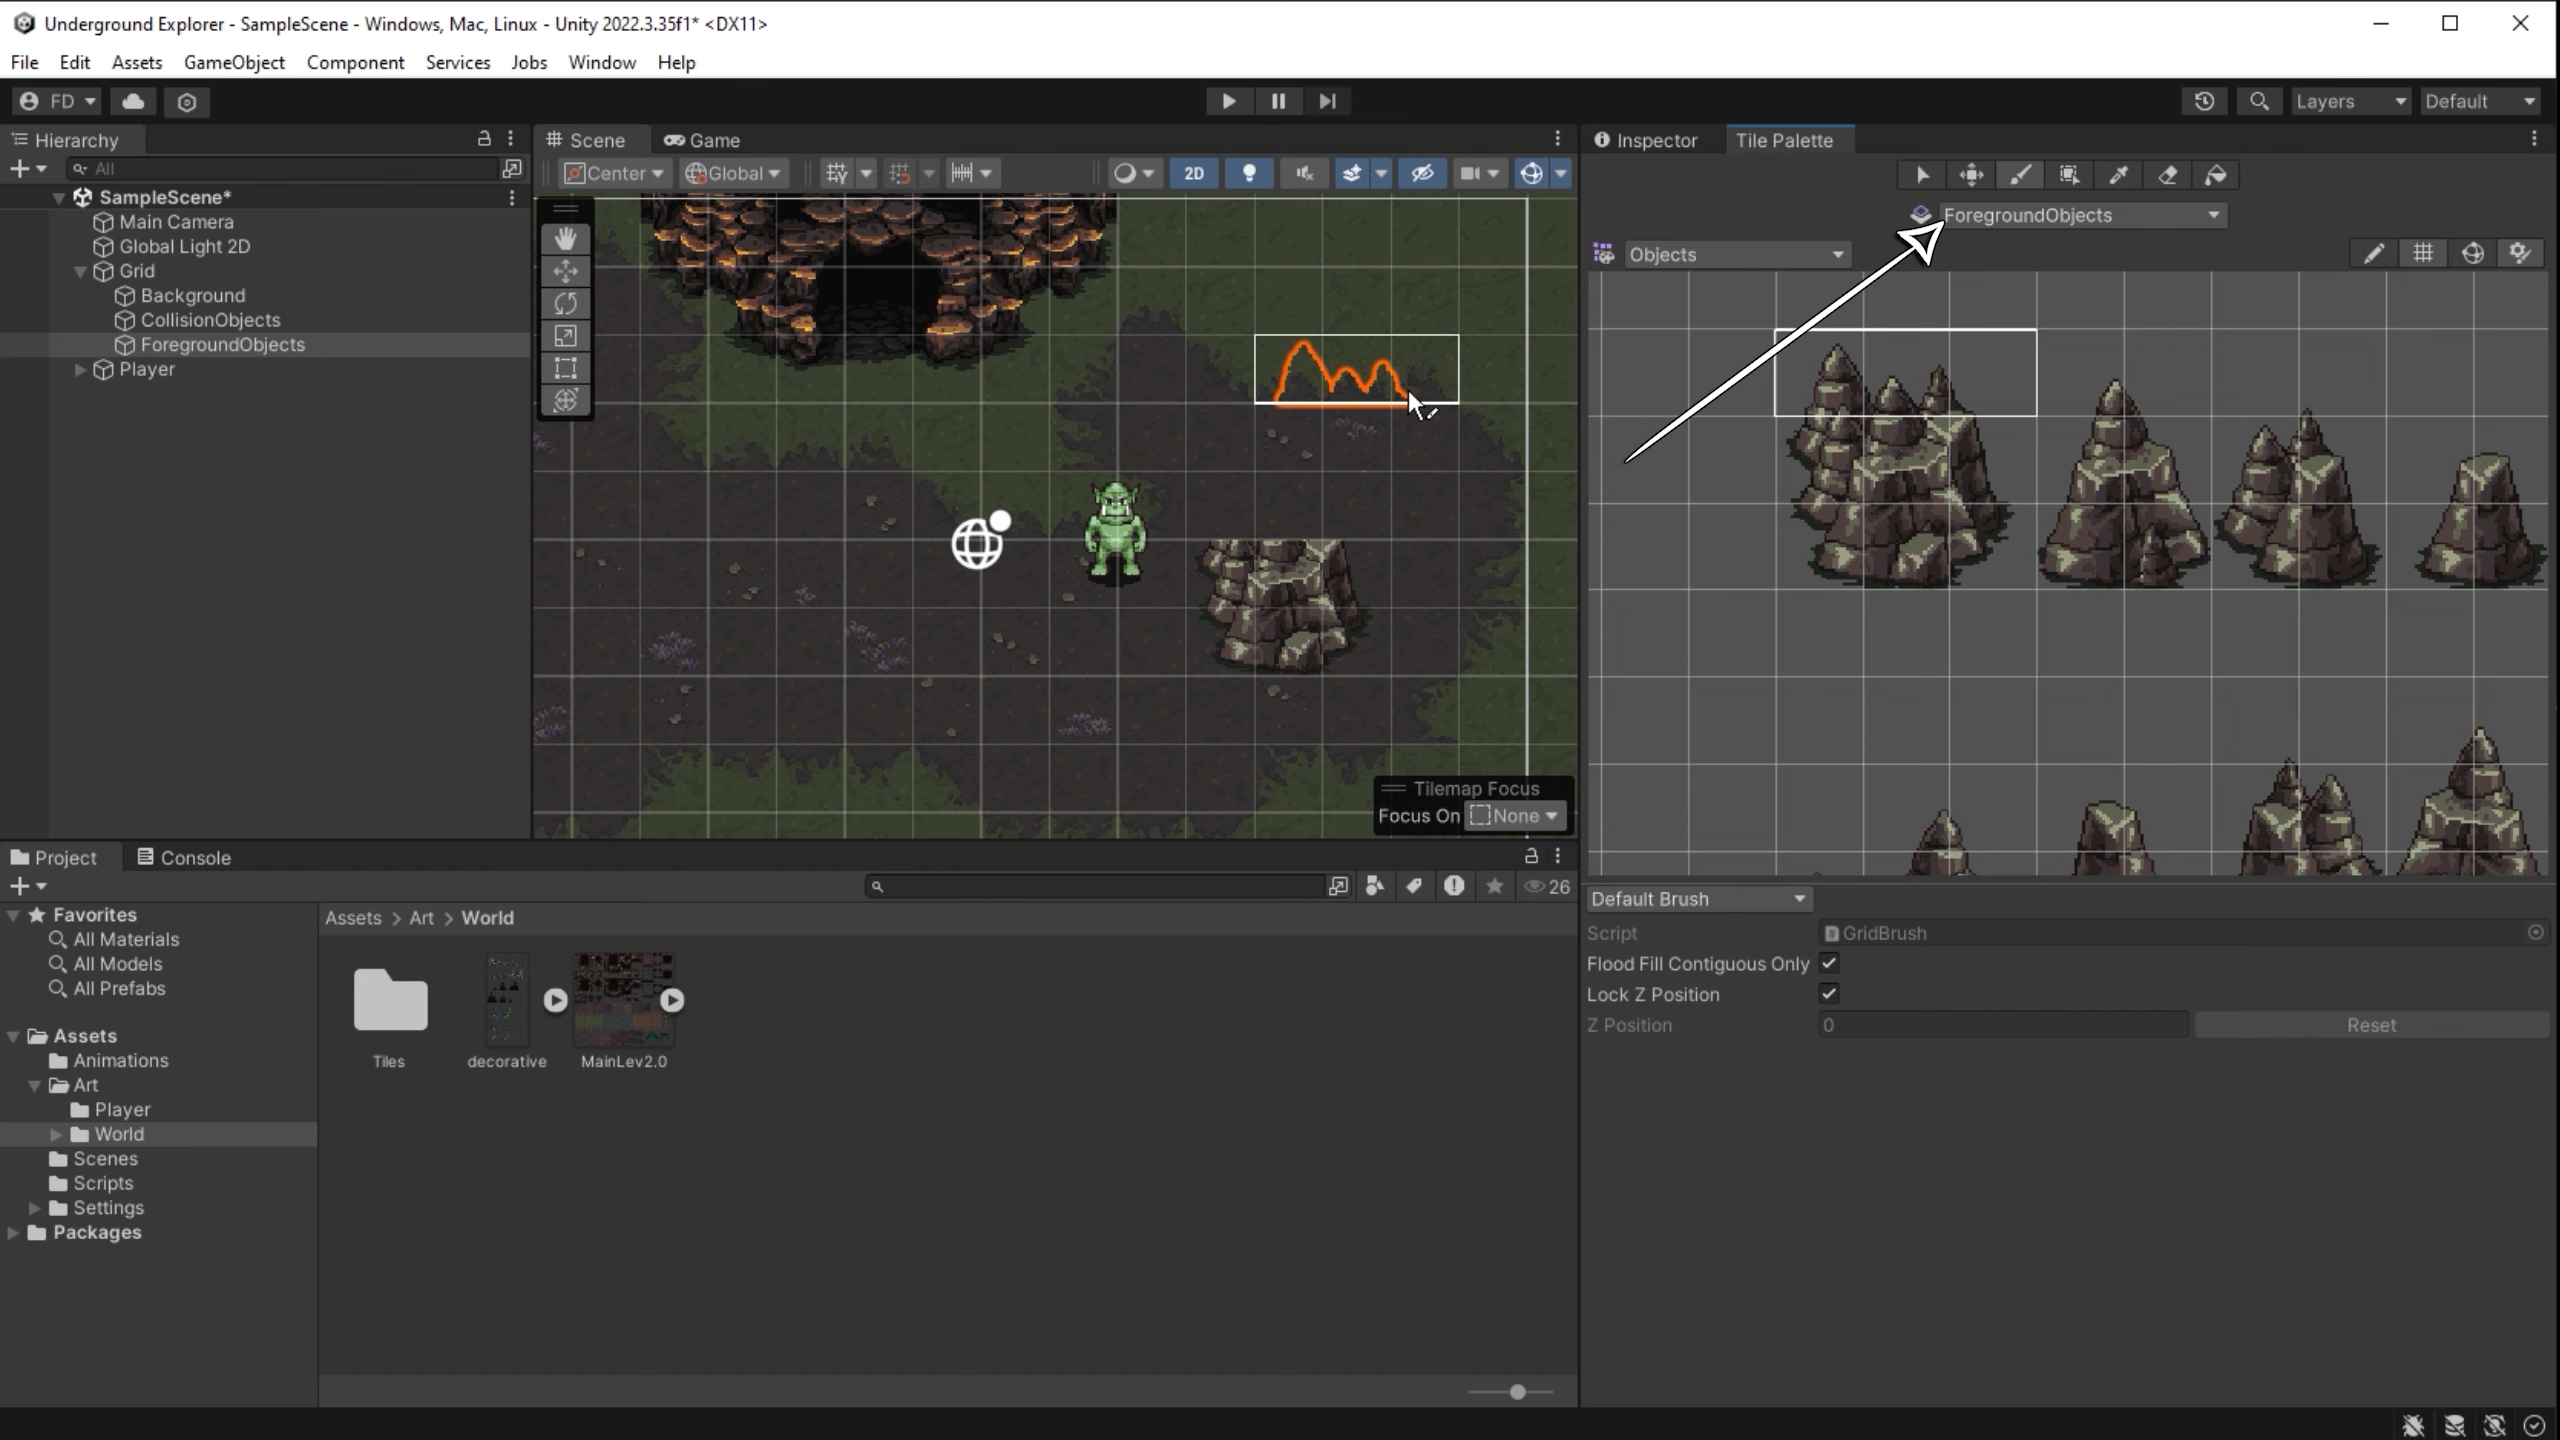 Underground Explorer - SampleScene - Windows, Mac, Linux - Unity 2022.3.35f1* <DX11>
File Edit Assets GameObject Component Services Jobs Window Help
FD
Layers
Default
Hierarchy
All
SampleScene*
Main Camera
Global Light 2D
Grid
Background
CollisionObjects
ForegroundObjects
Player
Scene
Game
Center
Global
2D
Tilemap Focus
Focus On None
Inspector
Tile Palette
ForegroundObjects
Objects
Default Brush
Script GridBrush
Flood Fill Contiguous Only
Lock Z Position
Z Position 0 Reset
Project
Console
26
Favorites
All Materials
All Models
All Prefabs
Assets
Animations
Art
Player
World
Scenes
Scripts
Settings
Packages
Assets > Art > World
Tiles
decorative
MainLev2.0